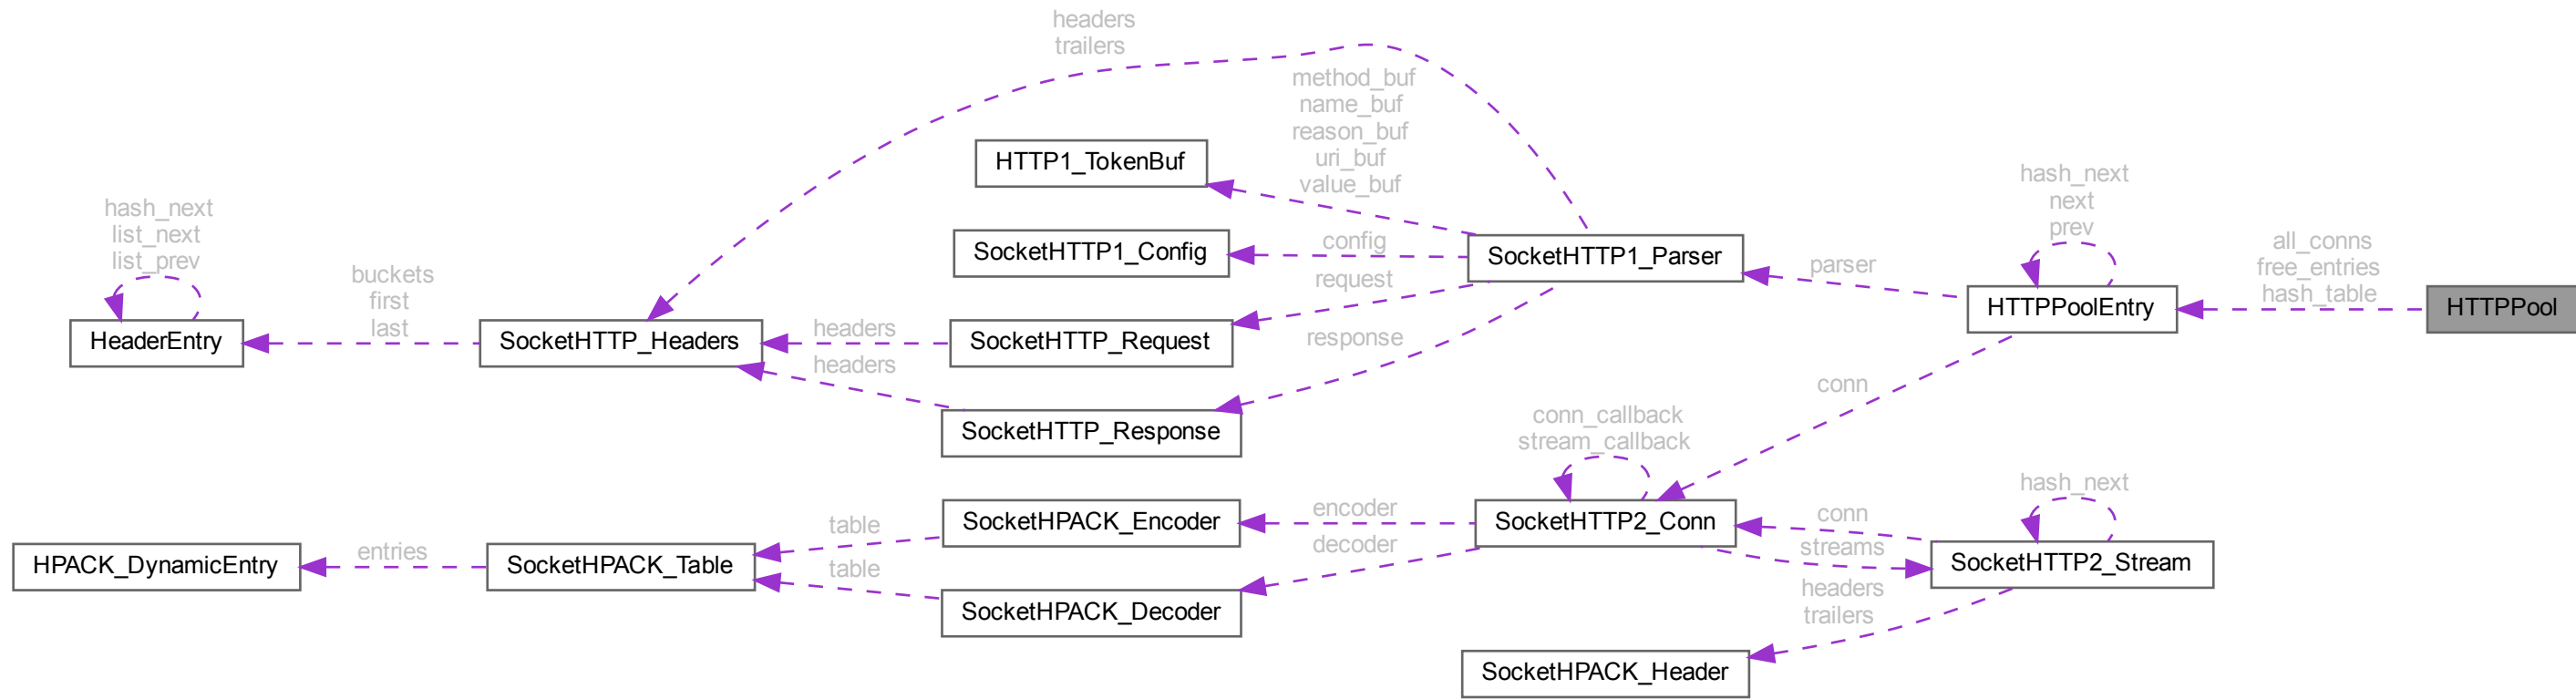 headers
trailers
method_buf
name_buf
reason_buf
uri_buf
value_buf
HTTP1_TokenBuf
hash_next
next
prev
hash_next
list_next
list_prev
SocketHTTP1_Config
config
SocketHTTP1_Parser
parser
all_conns
free_entries
hash_table
buckets
first
last
request
HTTPPoolEntry
HTTPPool
HeaderEntry
SocketHTTP_Headers
headers
SocketHTTP_Request
response
headers
SocketHTTP_Response
conn
conn_callback
stream_callback
hash_next
table
SocketHPACK_Encoder
encoder
SocketHTTP2_Conn
conn
decoder
streams
HPACK_DynamicEntry
entries
SocketHPACK_Table
table
SocketHTTP2_Stream
SocketHPACK_Decoder
headers
trailers
SocketHPACK_Header